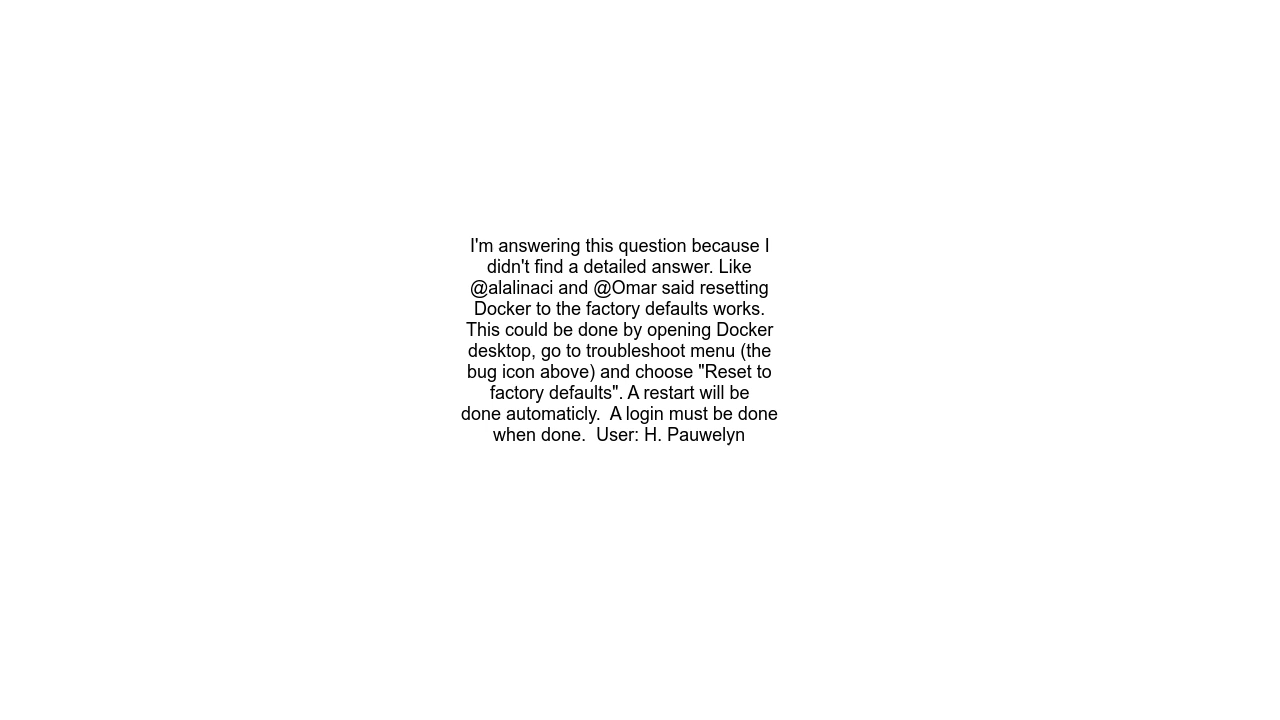 I'm answering this question because I
didn't find a detailed answer. Like
@alalinaci and @Omar said resetting
Docker to the factory defaults works.
This could be done by opening Docker
desktop, go to troubleshoot menu (the
bug icon above) and choose "Reset to
factory defaults". A restart will be
done automaticly.  A login must be done
when done.  User: H. Pauwelyn